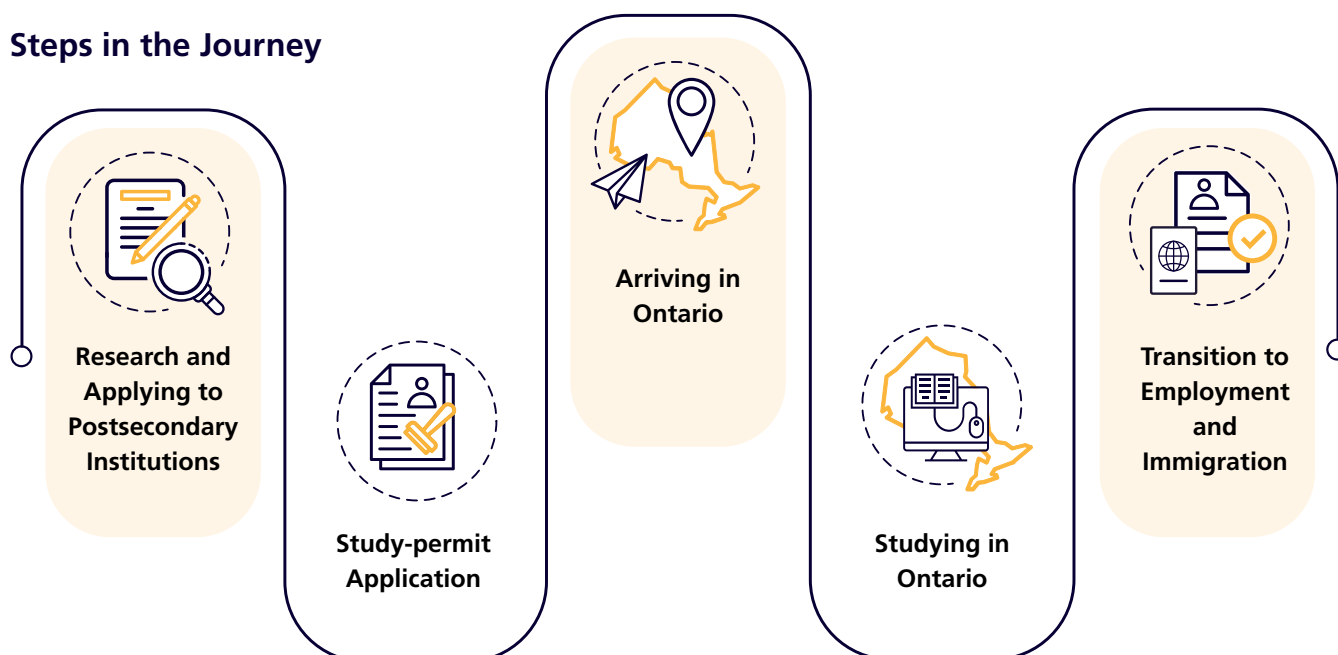 Steps in the Journey
Research and
Applying to
Postsecondary
Institutions
Study-permit
Application
Arriving in
Ontario
Studying in
Ontario
Transition to
Employment
and
Immigration